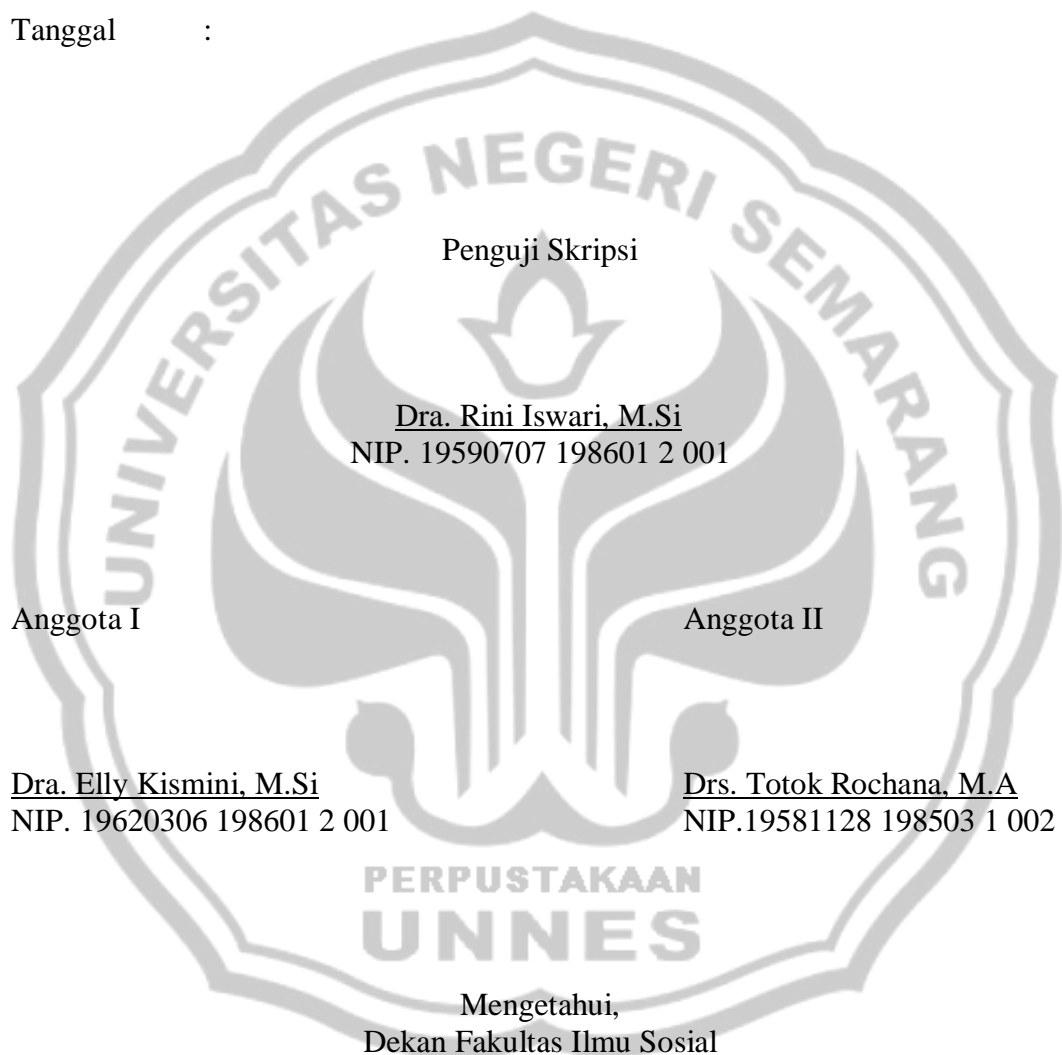 Tanggal :
UNIVERSITAS NEGERI SEMARANG
Penguji Skripsi
Dra. Rini Iswari, M.Si
NIP. 19590707 198601 2 001
Anggota I
Anggota II
Dra. Elly Kismini, M.Si
NIP. 19620306 198601 2 001
Drs. Totok Rochana, M.A
NIP.19581128 198503 1 002
PERPUSTAKAAN
UNNES
Mengetahui,
Dekan Fakultas Ilmu Sosial